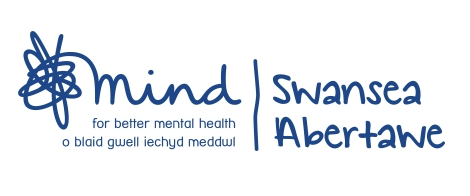 mind
for better mental health
o blaid gwell iechyd meddwl
Swansea
Abertawe